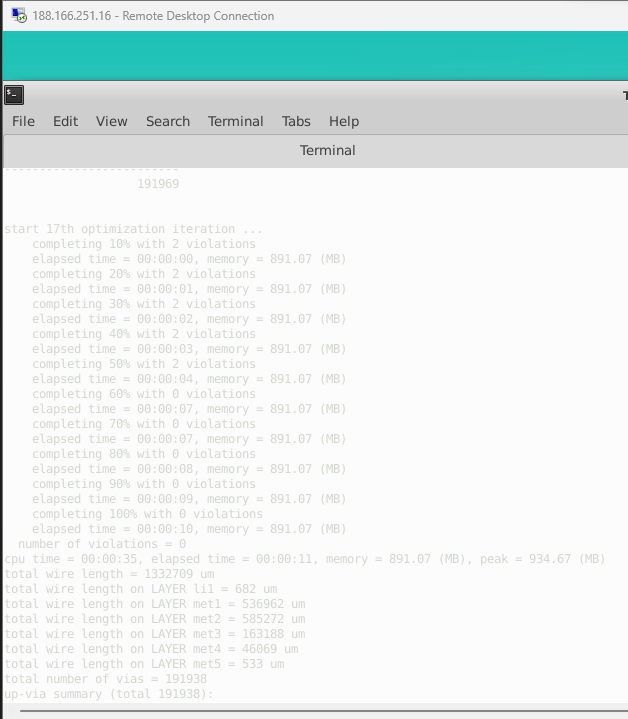 188.166.251.16 - Remote Desktop Connection
$-
T
File Edit View Search Terminal Tabs Help
Terminal
-------------------------
191969
start 17th optimization iteration ...
completing 10% with 2 violations
elapsed time = 00:00:00, memory = 891.07 (MB)
completing 20% with 2 violations
elapsed time = 00:00:01, memory = 891.07 (MB)
completing 30% with 2 violations
elapsed time = 00:00:02, memory = 891.07 (MB)
completing 40% with 2 violations
elapsed time = 00:00:03, memory = 891.07 (MB)
completing 50% with 2 violations
elapsed time = 00:00:04, memory = 891.07 (MB)
completing 60% with 0 violations
elapsed time = 00:00:07, memory = 891.07 (MB)
completing 70% with 0 violations
elapsed time = 00:00:07, memory = 891.07 (MB)
completing 80% with 0 violations
elapsed time = 00:00:08, memory = 891.07 (MB)
completing 90% with 0 violations
elapsed time = 00:00:09, memory = 891.07 (MB)
completing 100% with 0 violations
elapsed time = 00:00:10, memory = 891.07 (MB)
number of violations = 0
cpu time = 00:00:35, elapsed time = 00:00:11, memory = 891.07 (MB), peak = 934.67 (MB)
total wire length = 1332709 um
total wire length on LAYER li1 = 682 um
total wire length on LAYER met1 = 536962 um
total wire length on LAYER met2 = 585272 um
total wire length on LAYER met3 = 163188 um
total wire length on LAYER met4 = 46069 um
total wire length on LAYER met5 = 533 um
total number of vias = 191938
up-via summary (total 191938):